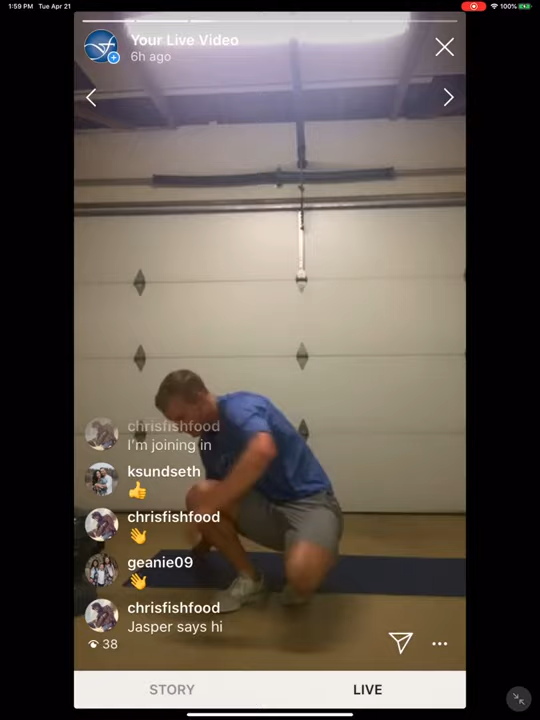 1:59 PM Tue Apr 21
100%
Your Live Video
6h ago
chrisfishfood
I'm joining in
ksundseth
👍
chrisfishfood
👋
geanie09
👋
chrisfishfood
Jasper says hi
38
STORY
LIVE